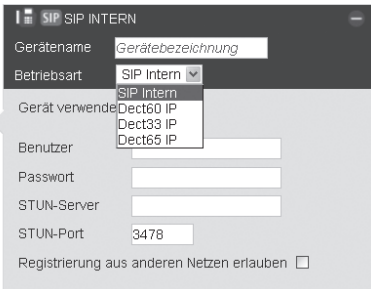 SIP SIP INTERN
Gerätename Gerätebezeichnung
Betriebsart SIP Intern
SIP Intern
Gerät verwende Dect60 IP
Dect33 IP
Dect65 IP
Benutzer
Passwort
STUN-Server
STUN-Port 3478
Registrierung aus anderen Netzen erlauben